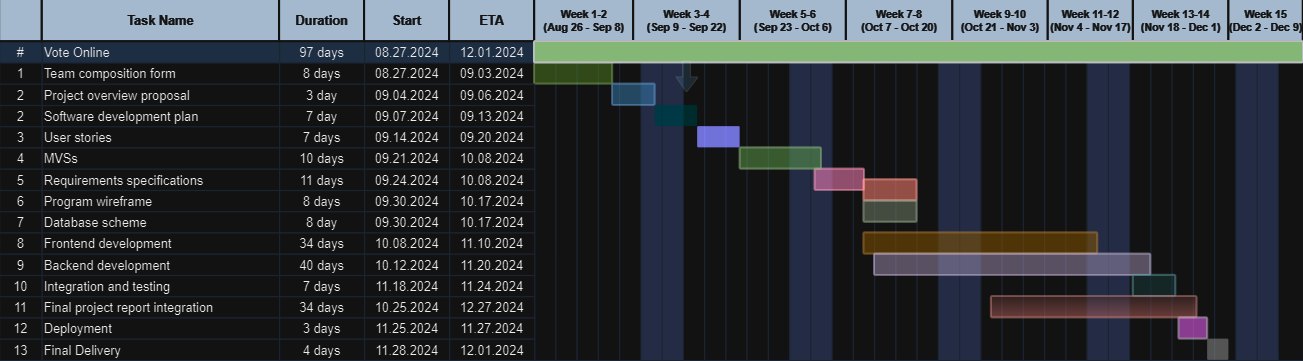 Task Name Duration Start ETA Week 1-2 Week 3-4 Week 5-6 Week 7-8 Week 9-10 Week 11-12 Week 13-14 Week 15
(Aug 26 - Sep 8) (Sep 9 - Sep 22) (Sep 23 - Oct 6) (Oct 7 - Oct 20) (Oct 21 - Nov 3) (Nov 4 - Nov 17) (Nov 18 - Dec 1) (Dec 2 - Dec 9)
# Vote Online 97 days 08.27.2024 12.01.2024
1 Team composition form 8 days 08.27.2024 09.03.2024
2 Project overview proposal 3 day 09.04.2024 09.06.2024
2 Software development plan 7 day 09.07.2024 09.13.2024
3 User stories 7 days 09.14.2024 09.20.2024
4 MVSs 10 days 09.21.2024 10.08.2024
5 Requirements specifications 11 days 09.24.2024 10.08.2024
6 Program wireframe 8 days 09.30.2024 10.17.2024
7 Database scheme 8 day 09.30.2024 10.17.2024
8 Frontend development 34 days 10.08.2024 11.10.2024
9 Backend development 40 days 10.12.2024 11.20.2024
10 Integration and testing 7 days 11.18.2024 11.24.2024
11 Final project report integration 34 days 10.25.2024 12.27.2024
12 Deployment 3 days 11.25.2024 11.27.2024
13 Final Delivery 4 days 11.28.2024 12.01.2024